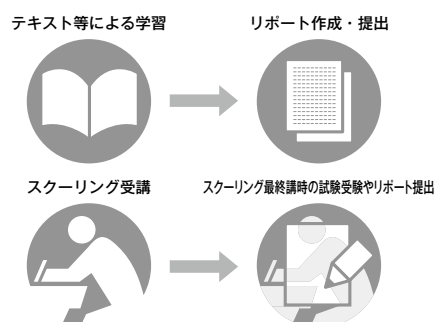 テキスト等による学習
リポート作成・提出
スクーリング受講
スクーリング最終講時の試験受験やリポート提出